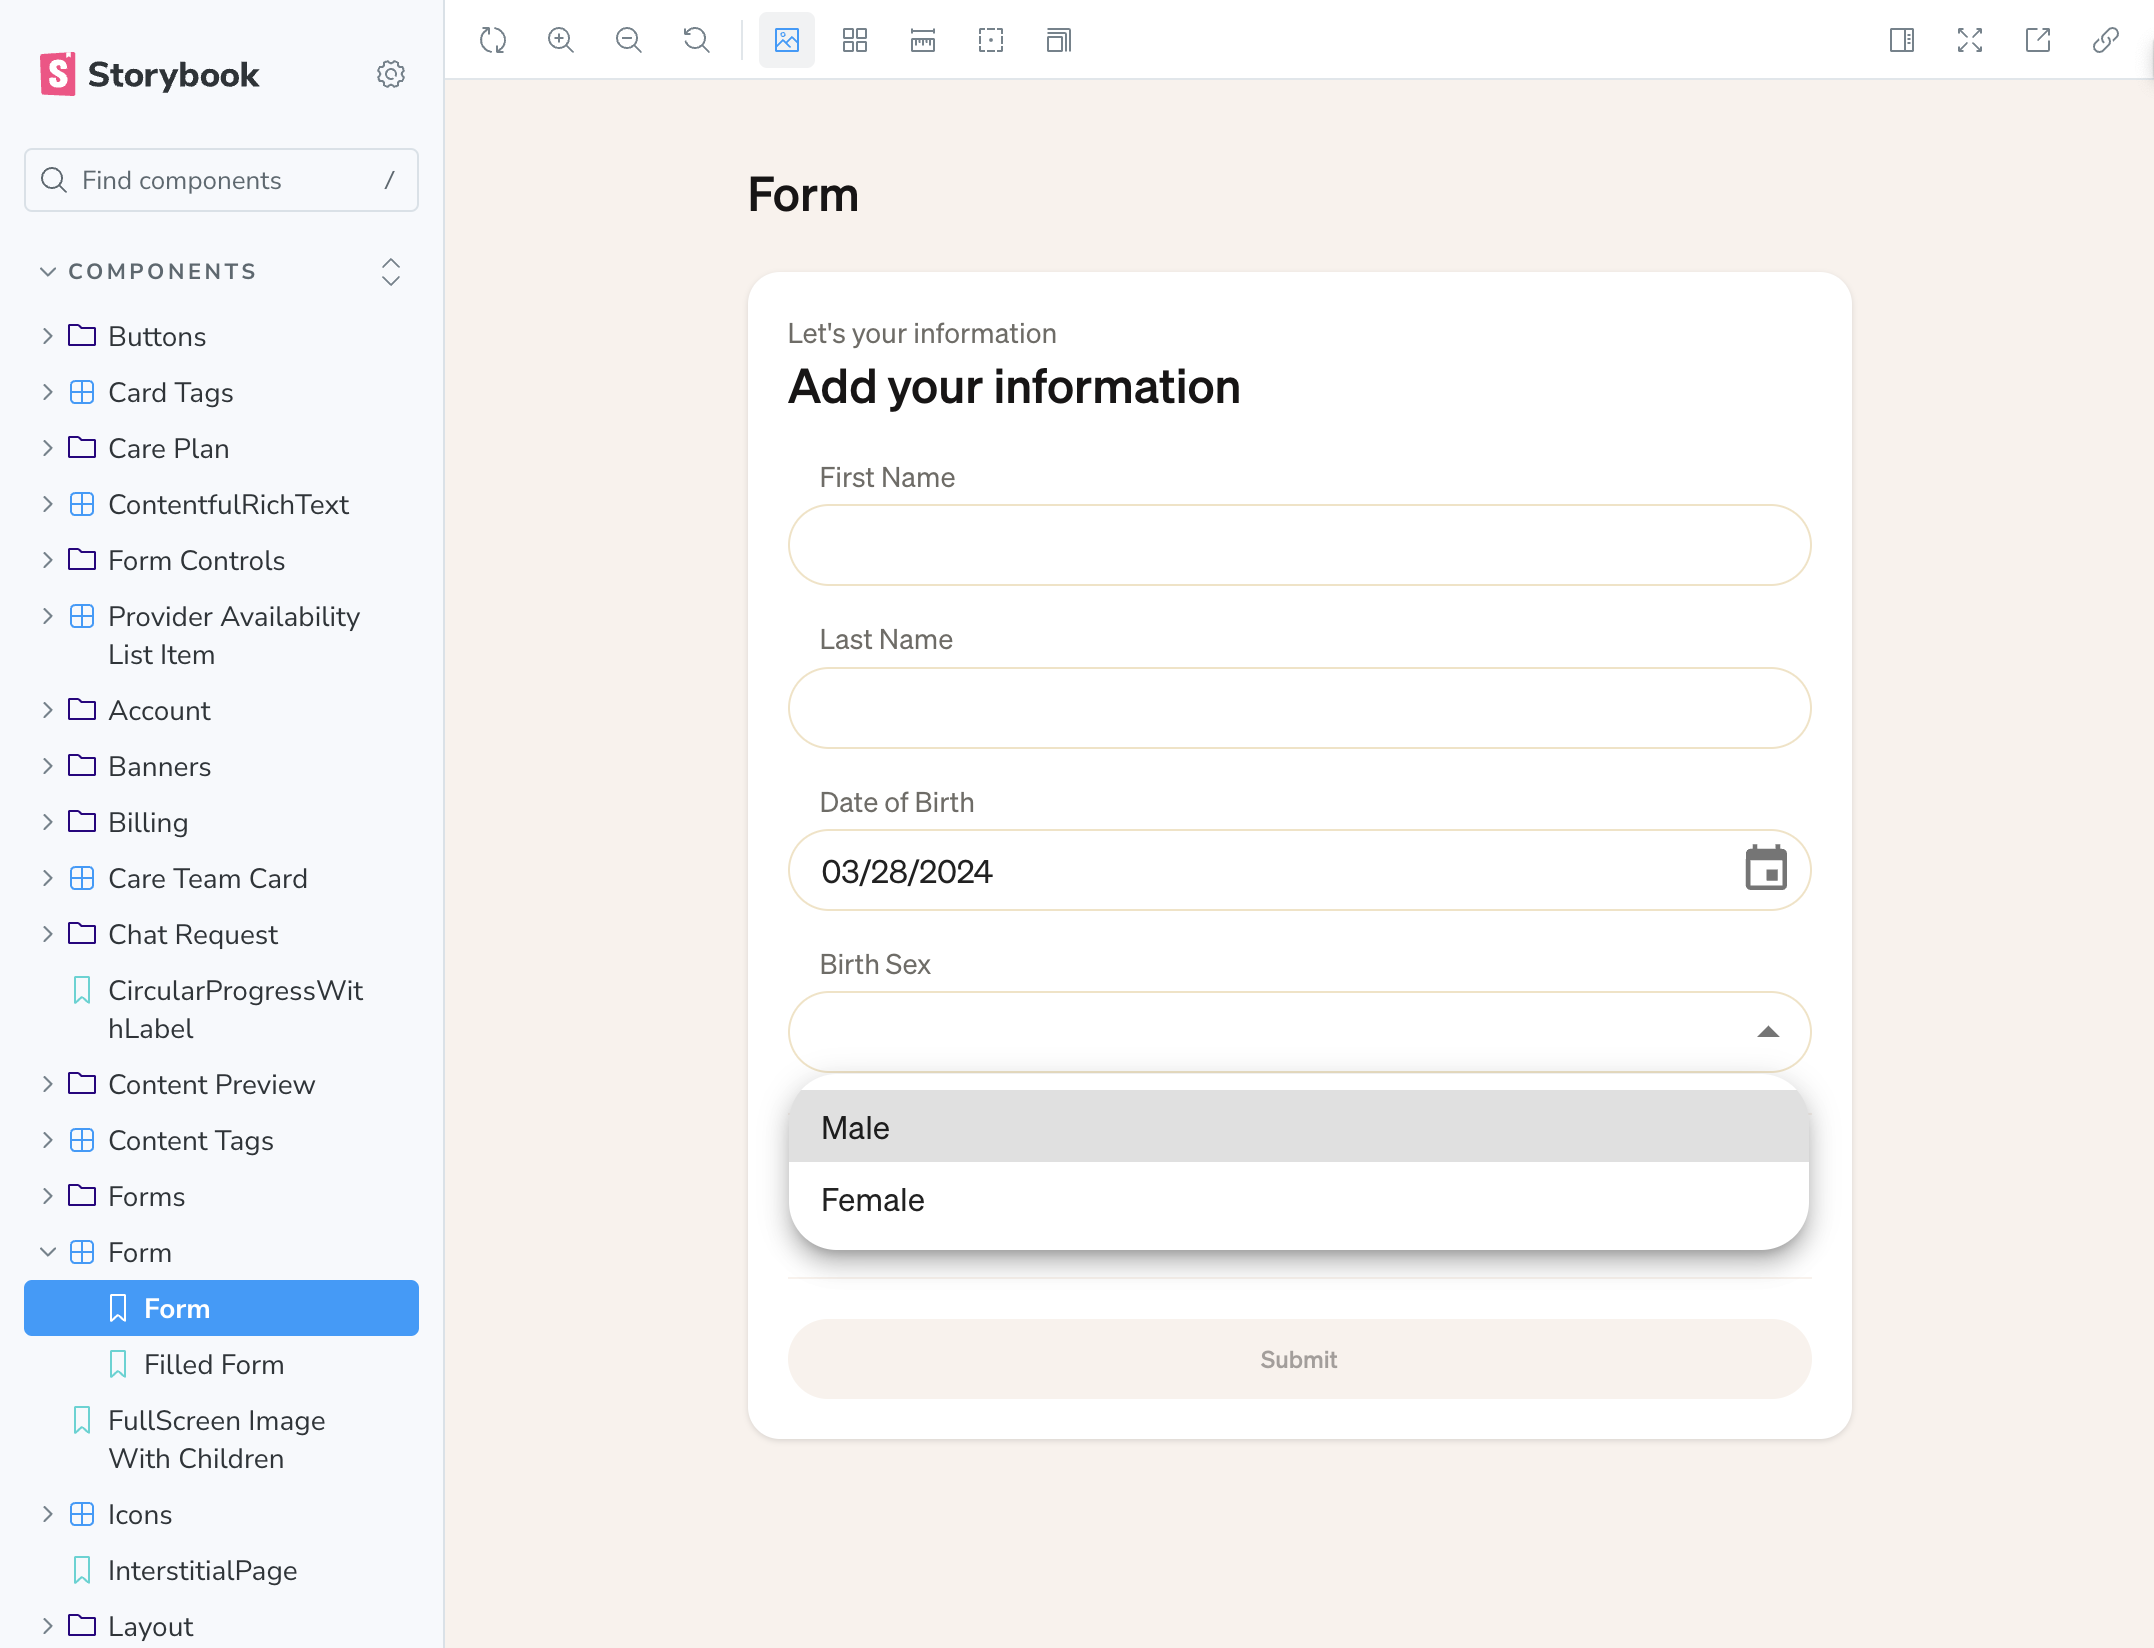 Storybook
Find components /
COMPONENTS
Buttons
Card Tags
Care Plan
ContentfulRichText
Form Controls
Provider Availability
List Item
Account
Banners
Billing
Care Team Card
Chat Request
CircularProgressWit
hLabel
Content Preview
Content Tags
Forms
Form
Form
Filled Form
FullScreen Image
With Children
Icons
InterstitialPage
Layout
Form
Let's your information
Add your information
First Name
Last Name
Date of Birth
03/28/2024
Birth Sex
Male
Female
Submit